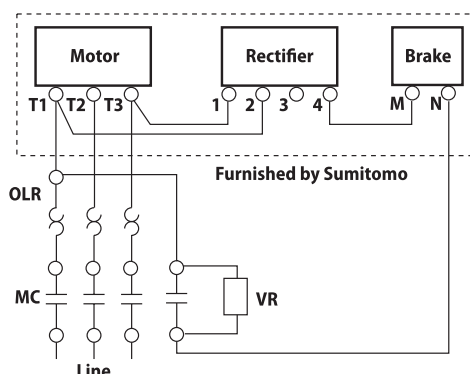 Motor Rectifier Brake
T1 T2 T3 1 2 3 4 M N
Furnished by Sumitomo
OLR
MC VR
Line